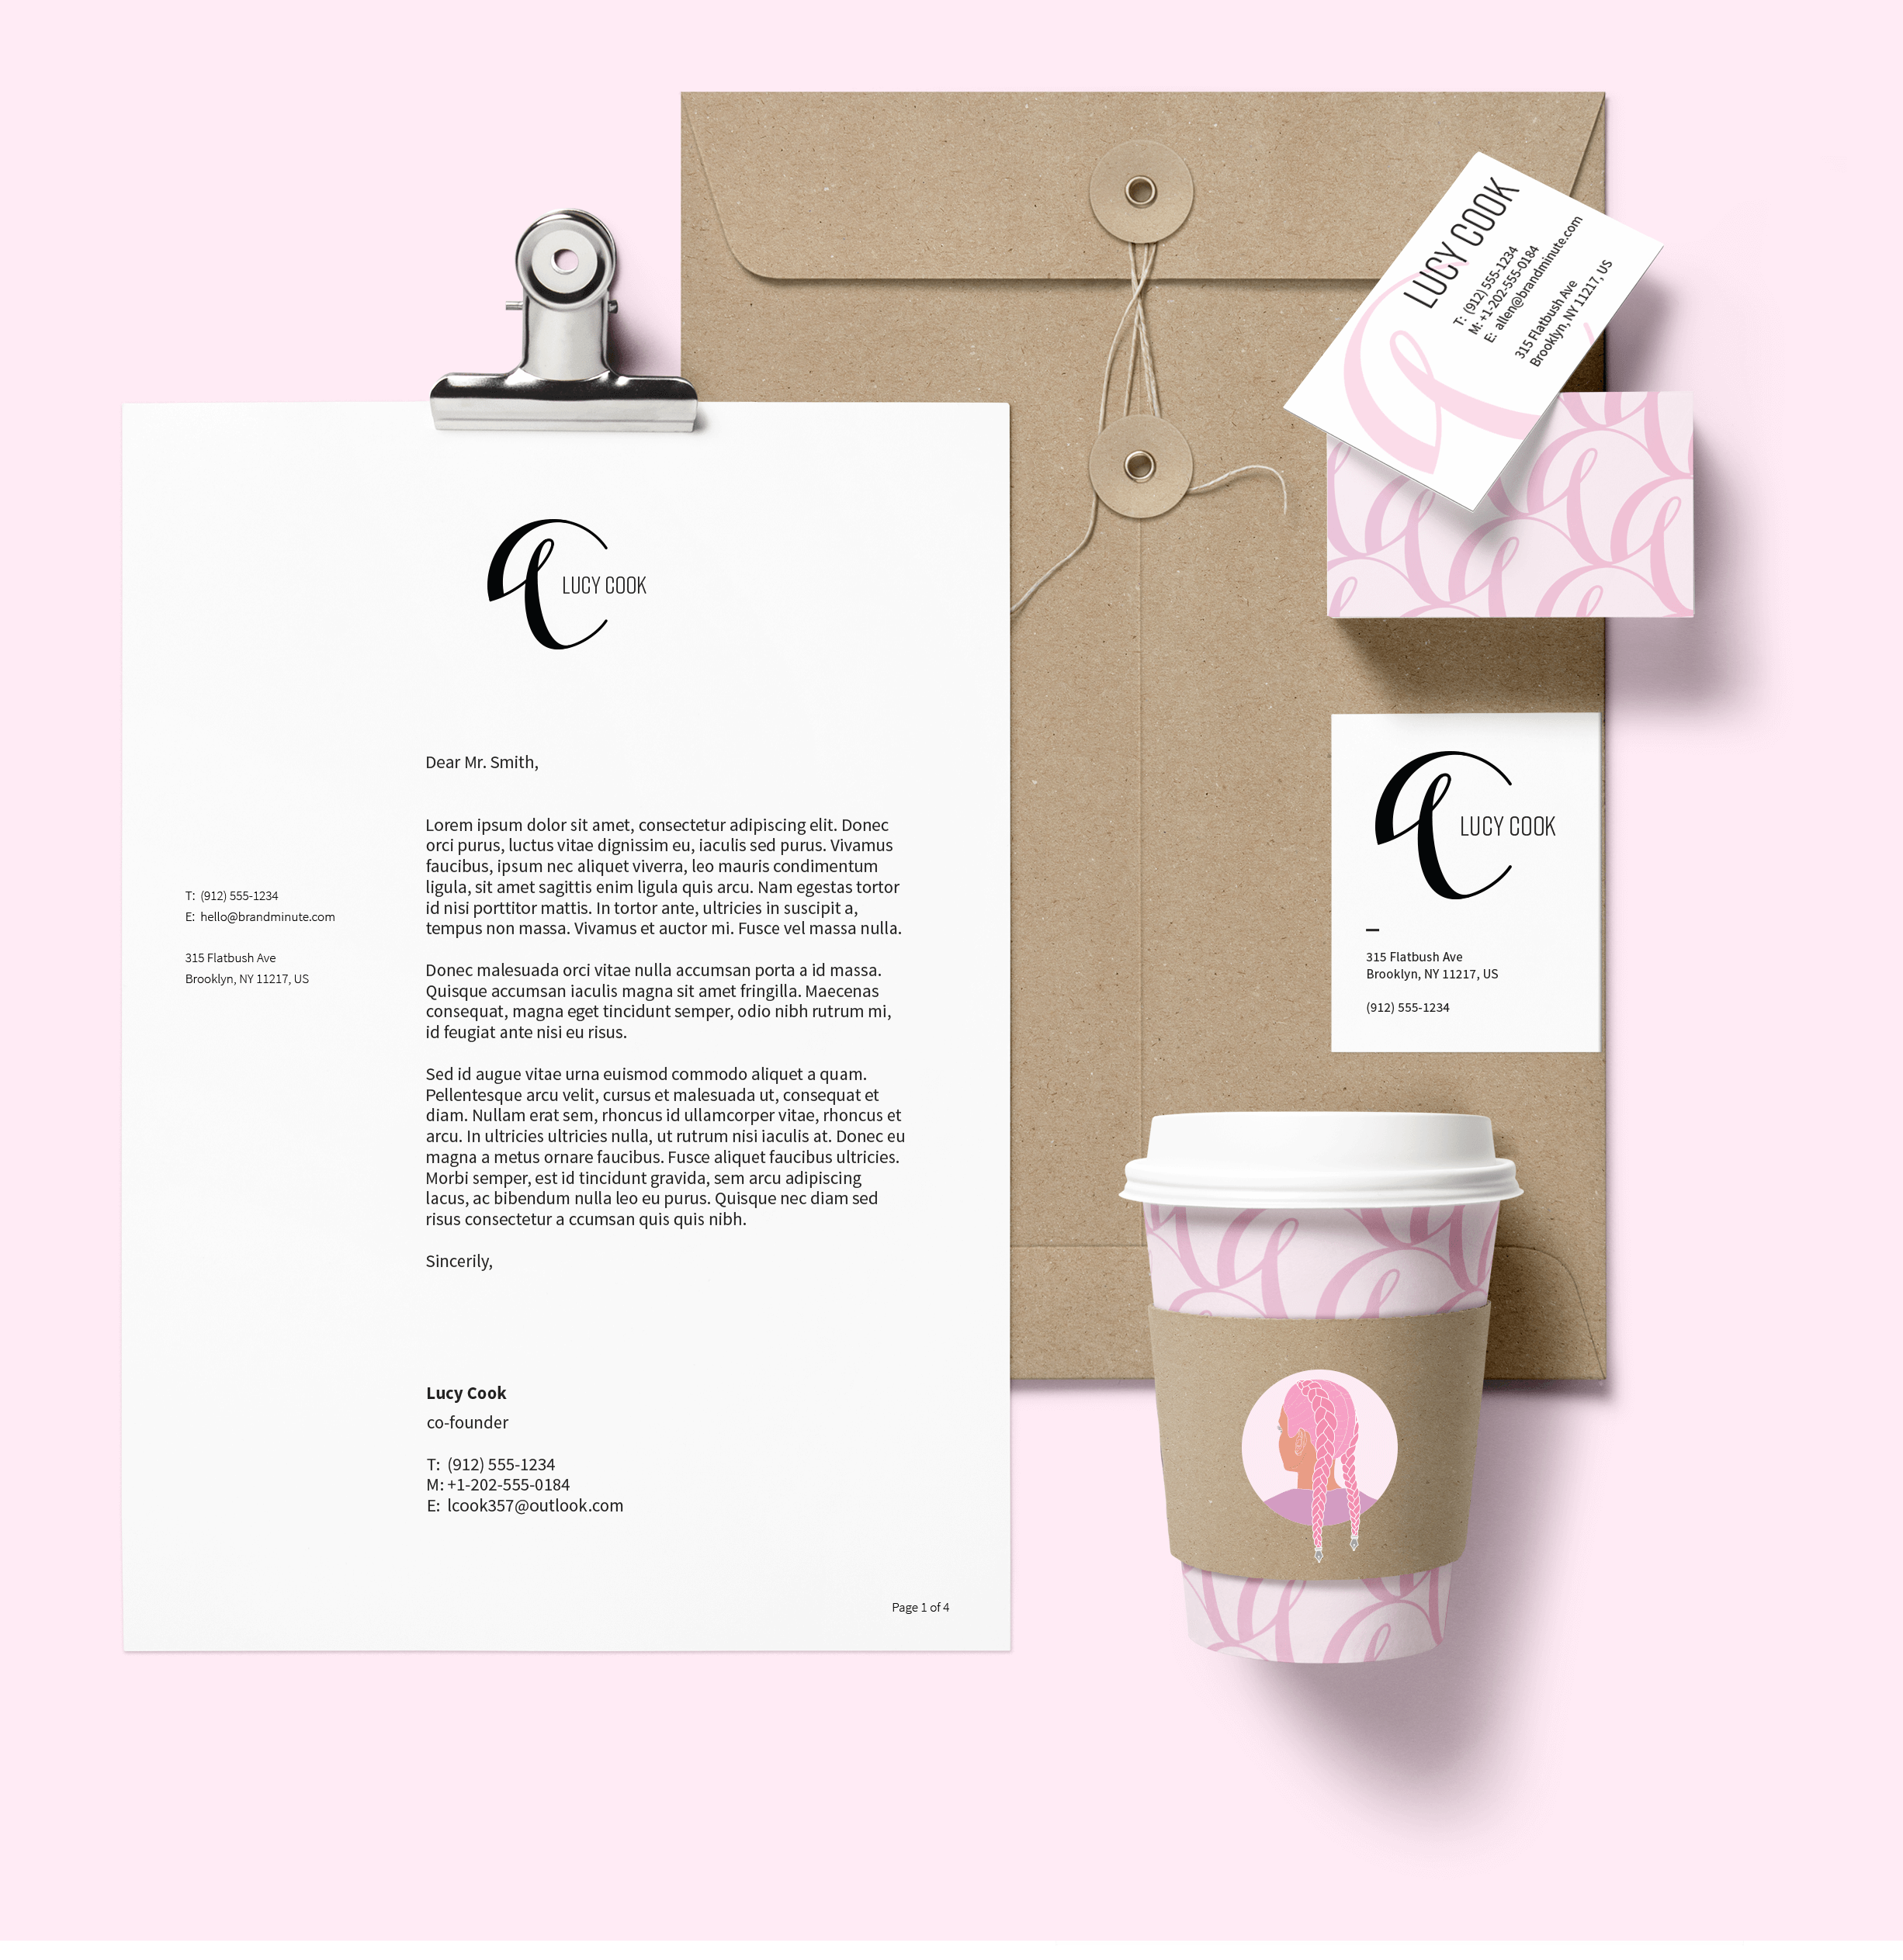 LUCY COOK
Dear Mr. Smith,
Lorem ipsum dolor sit amet, consectetur adipiscing elit. Donec
orci purus, luctus vitae dignissim eu, iaculis sed purus. Vivamus
faucibus, ipsum nec aliquet viverra, leo mauris condimentum
ligula, sit amet sagittis enim ligula quis arcu. Nam egestas tortor
id nisi porttitor mattis. In tortor ante, ultricies in suscipit a,
tempus non massa. Vivamus et auctor mi. Fusce vel massa nulla.
Donec malesuada orci vitae nulla accumsan porta a id massa.
Quisque accumsan iaculis magna sit amet fringilla. Maecenas
consequat, magna eget tincidunt semper, odio nibh rutrum mi,
id feugiat ante nisi eu risus.
Sed id augue vitae urna euismod commodo aliquet a quam.
Pellentesque arcu velit, cursus et malesuada ut, consequat et
diam. Nullam erat sem, rhoncus id ullamcorper vitae, rhoncus et
arcu. In ultricies ultricies nulla, ut rutrum nisi iaculis at. Donec eu
magna a metus ornare faucibus. Fusce aliquet faucibus ultricies.
Morbi semper, est id tincidunt gravida, sem arcu adipiscing
lacus, ac bibendum nulla leo eu purus. Quisque nec diam sed
risus consectetur a ccumsan quis quis nibh.
Sincerily,
Lucy Cook
co-founder
T: (912) 555-1234
M: +1-202-555-0184
E: lcook357@outlook.com
Page 1 of 4
T: (912) 555-1234
E: hello@brandminute.com
315 Flatbush Ave
Brooklyn, NY 11217, US
LUCY COOK
T: (912) 555-1234
M: +1-202-555-0184
E: allen@brandminute.com
315 Flatbush Ave
Brooklyn, NY 11217, US
LUCY COOK
315 Flatbush Ave
Brooklyn, NY 11217, US
(912) 555-1234